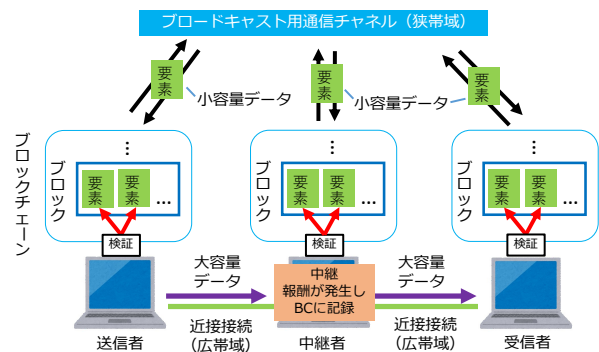 ブロードキャスト用通信チャネル（狭帯域）
要素
要素
要素
小容量データ
小容量データ
ブロックチェーン
⋮
ブロック
要素
要素
...
検証
⋮
ブロック
要素
要素
...
検証
⋮
ブロック
要素
要素
...
検証
大容量
データ
中継
報酬が発生し
BCに記録
大容量
データ
近接接続
（広帯域）
近接接続
（広帯域）
送信者
中継者
受信者